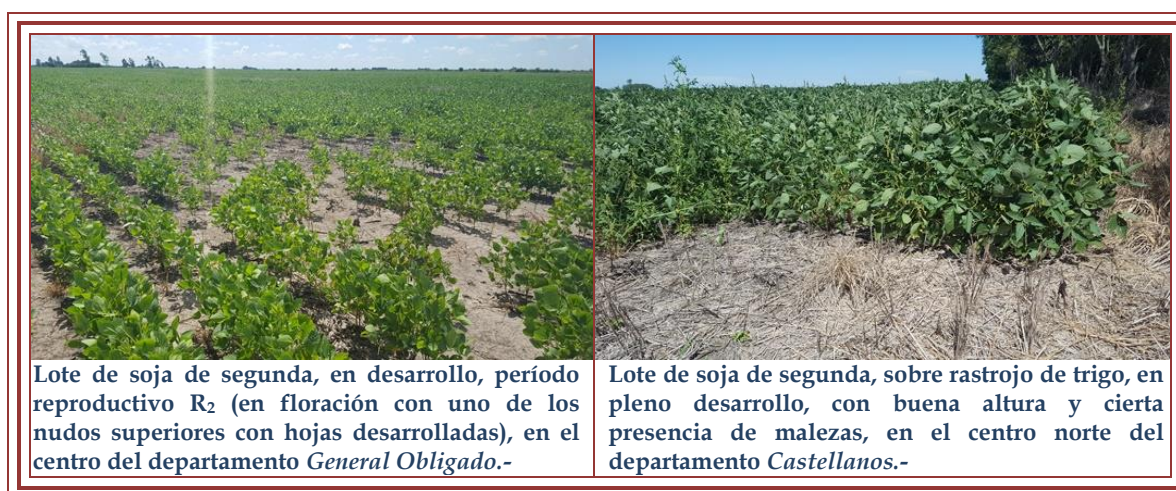 Lote de soja de segunda, en desarrollo, período
reproductivo R₂ (en floración con uno de los
nudos superiores con hojas desarrolladas), en el
centro del departamento General Obligado.-
Lote de soja de segunda, sobre rastrojo de trigo, en
pleno desarrollo, con buena altura y cierta
presencia de malezas, en el centro norte del
departamento Castellanos.-